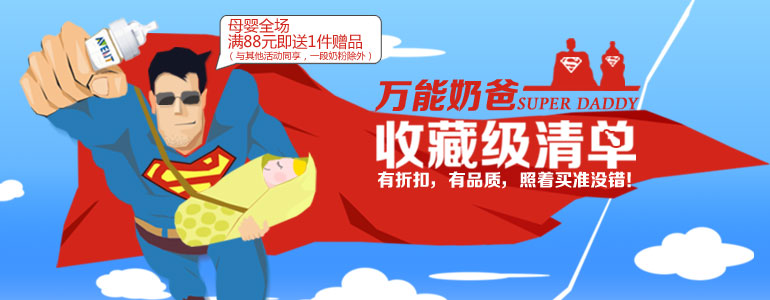 母婴全场
满88元即送1件赠品
（与其他活动同享，一段奶粉除外）
AVENT
万能奶爸
SUPER DADDY
收藏级清单
有折扣，有品质，照着买准没错！